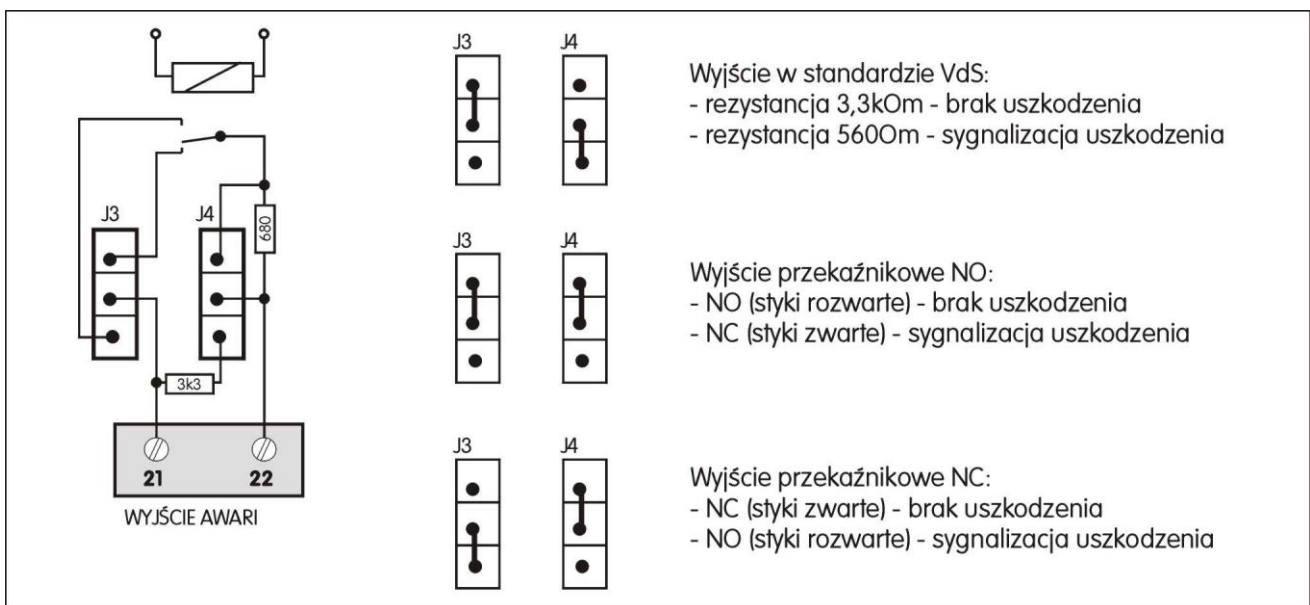 J3
J4
680
3k3
21
22
WYJŚCIE AWARI
J3
J4
Wyjście w standardzie VdS:
- rezystancja 3,3kOm - brak uszkodzenia
- rezystancja 560Om - sygnalizacja uszkodzenia
J3
J4
Wyjście przekaźnikowe NO:
- NO (styki rozwarte) - brak uszkodzenia
- NC (styki zwarte) - sygnalizacja uszkodzenia
J3
J4
Wyjście przekaźnikowe NC:
- NC (styki zwarte) - brak uszkodzenia
- NO (styki rozwarte) - sygnalizacja uszkodzenia